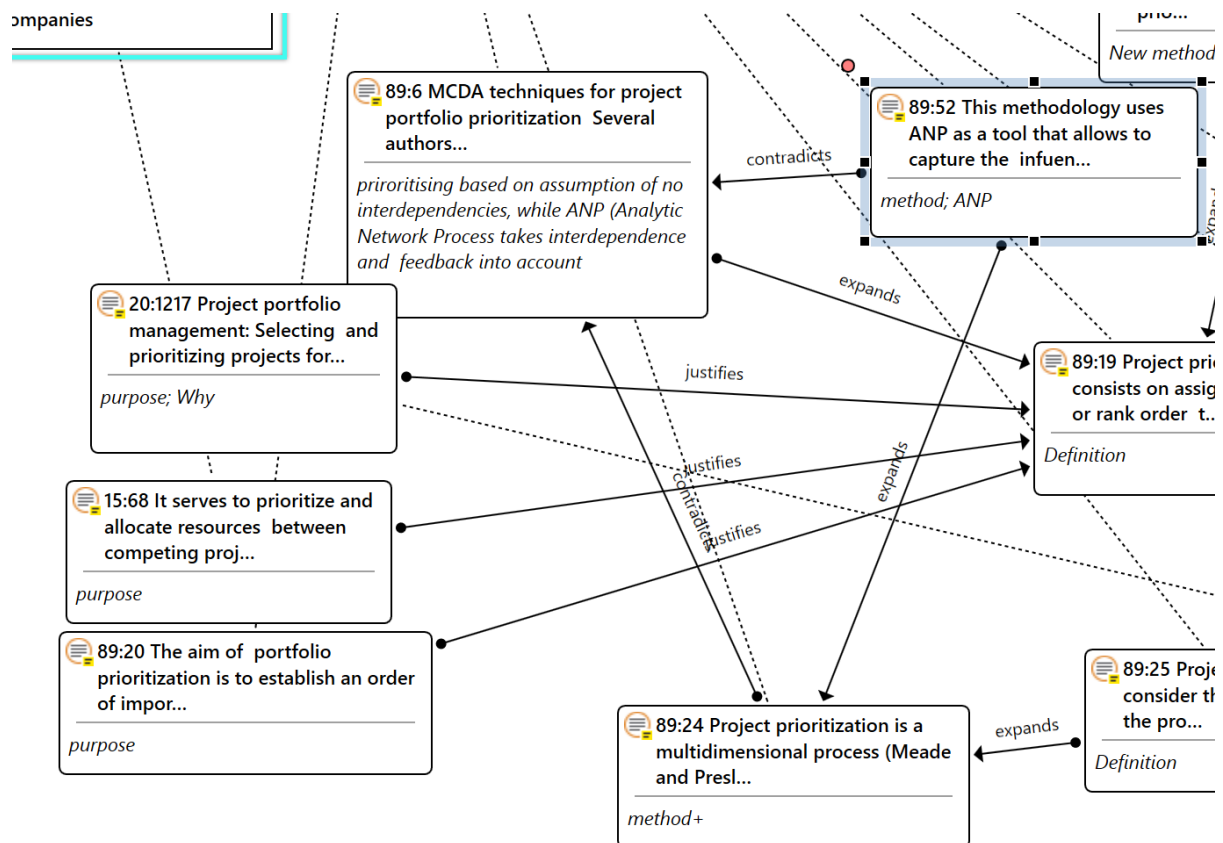 ompanies
prio...
New method
89:6 MCDA techniques for project
portfolio prioritization Several
authors...
priroritising based on assumption of no
interdependencies, while ANP (Analytic
Network Process takes interdependence
and feedback into account
contradicts
89:52 This methodology uses
ANP as a tool that allows to
capture the infuen...
method; ANP
expands
expands
20:1217 Project portfolio
management: Selecting and
prioritizing projects for...
purpose; Why
justifies
89:19 Project prio
consists on assig
or rank order t...
Definition
expands
justifies
contradicts
justifies
15:68 It serves to prioritize and
allocate resources between
competing proj...
purpose
89:20 The aim of portfolio
prioritization is to establish an order
of impor...
purpose
89:24 Project prioritization is a
multidimensional process (Meade
and Presl...
method+
expands
89:25 Proje
consider th
the pro...
Definition